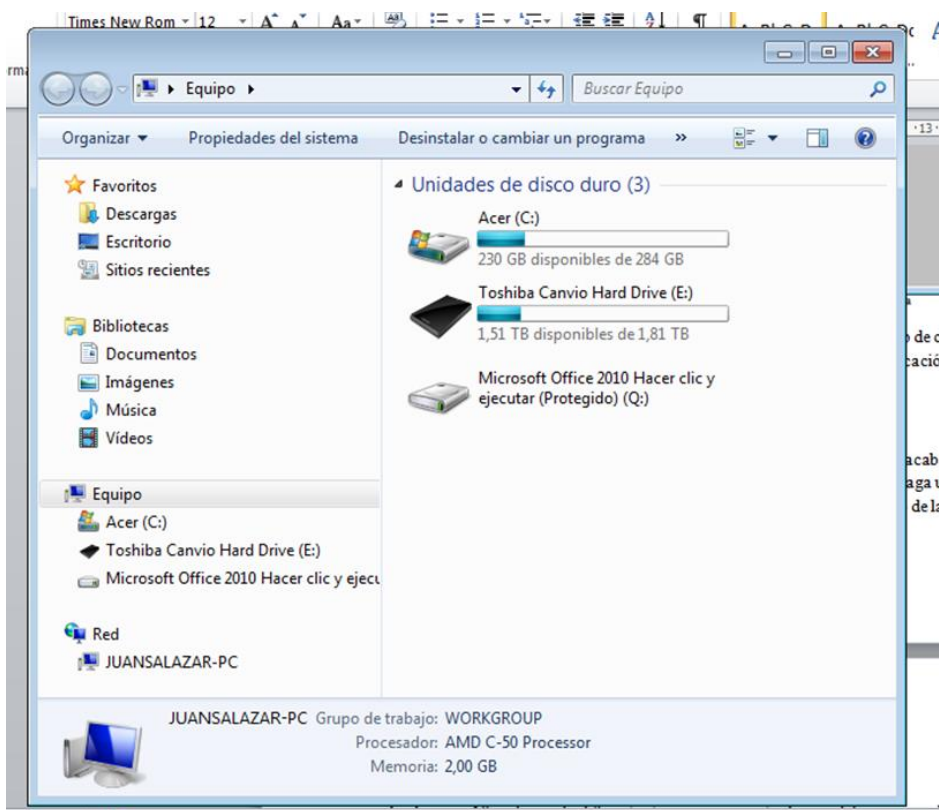 Times New Rom 12 Aa
Equipo
Buscar Equipo
Organizar Propiedades del sistema Desinstalar o cambiar un programa »
·13·
Favoritos
Descargas
Escritorio
Sitios recientes
Bibliotecas
Documentos
Imágenes
Música
Vídeos
Equipo
Acer (C:)
Toshiba Canvio Hard Drive (E:)
Microsoft Office 2010 Hacer clic y ejecu
Red
JUANSALAZAR-PC
Unidades de disco duro (3)
Acer (C:)
230 GB disponibles de 284 GB
Toshiba Canvio Hard Drive (E:)
1,51 TB disponibles de 1,81 TB
Microsoft Office 2010 Hacer clic y
ejecutar (Protegido) (Q:)
JUANSALAZAR-PC Grupo de trabajo: WORKGROUP
Procesador: AMD C-50 Processor
Memoria: 2,00 GB